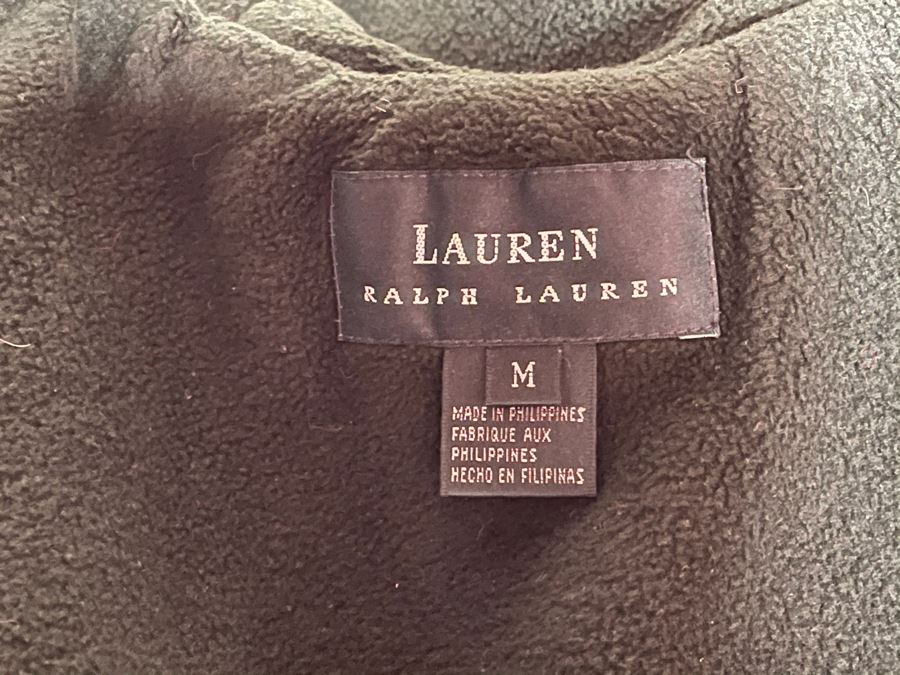 LAUREN
RALPH LAUREN
M
MADE IN PHILIPPINES
FABRIQUE AUX
PHILIPPINES
HECHO EN FILIPINAS